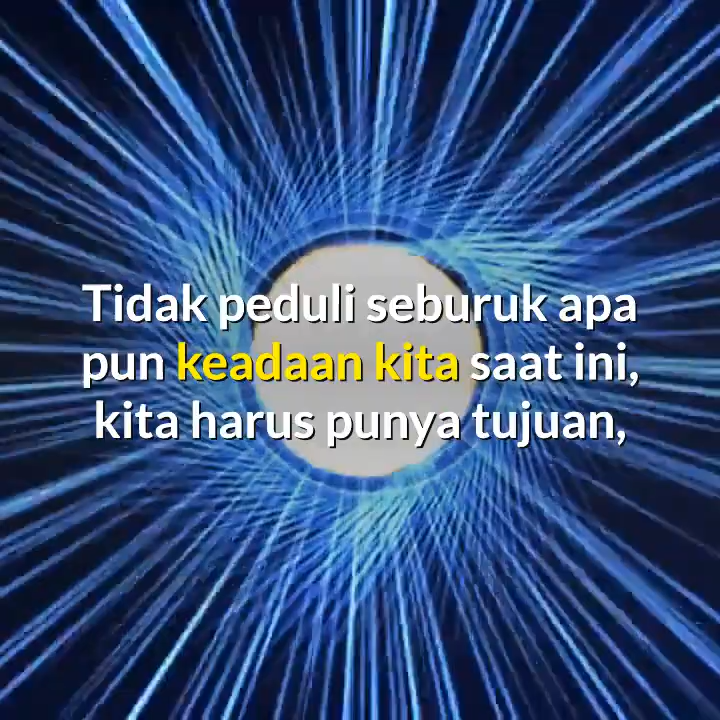 Tidak peduli seburuk apa
pun keadaan kita saat ini,
kita harus punya tujuan,